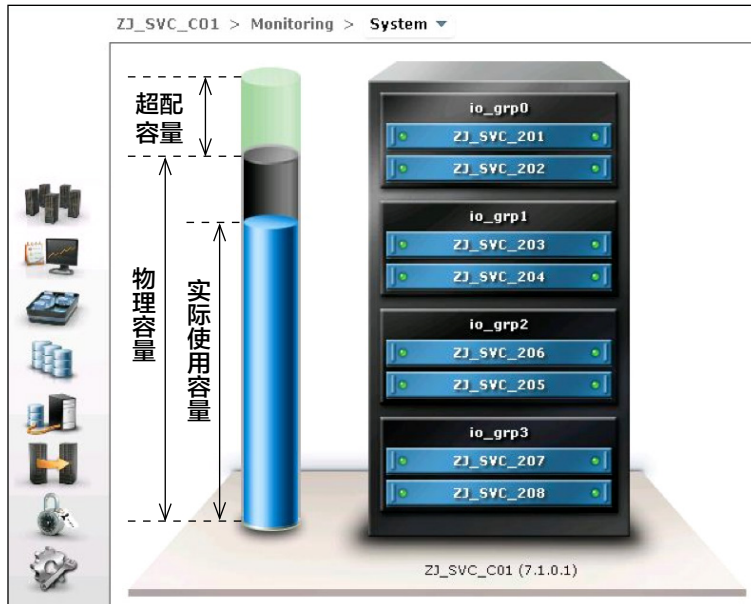 ZJ_SVC_C01 > Monitoring > System
超配
容量
物理容量
实际使用容量
io_grp0
ZJ_SVC_201
ZJ_SVC_202
io_grp1
ZJ_SVC_203
ZJ_SVC_204
io_grp2
ZJ_SVC_206
ZJ_SVC_205
io_grp3
ZJ_SVC_207
ZJ_SVC_208
ZJ_SVC_C01 (7.1.0.1)